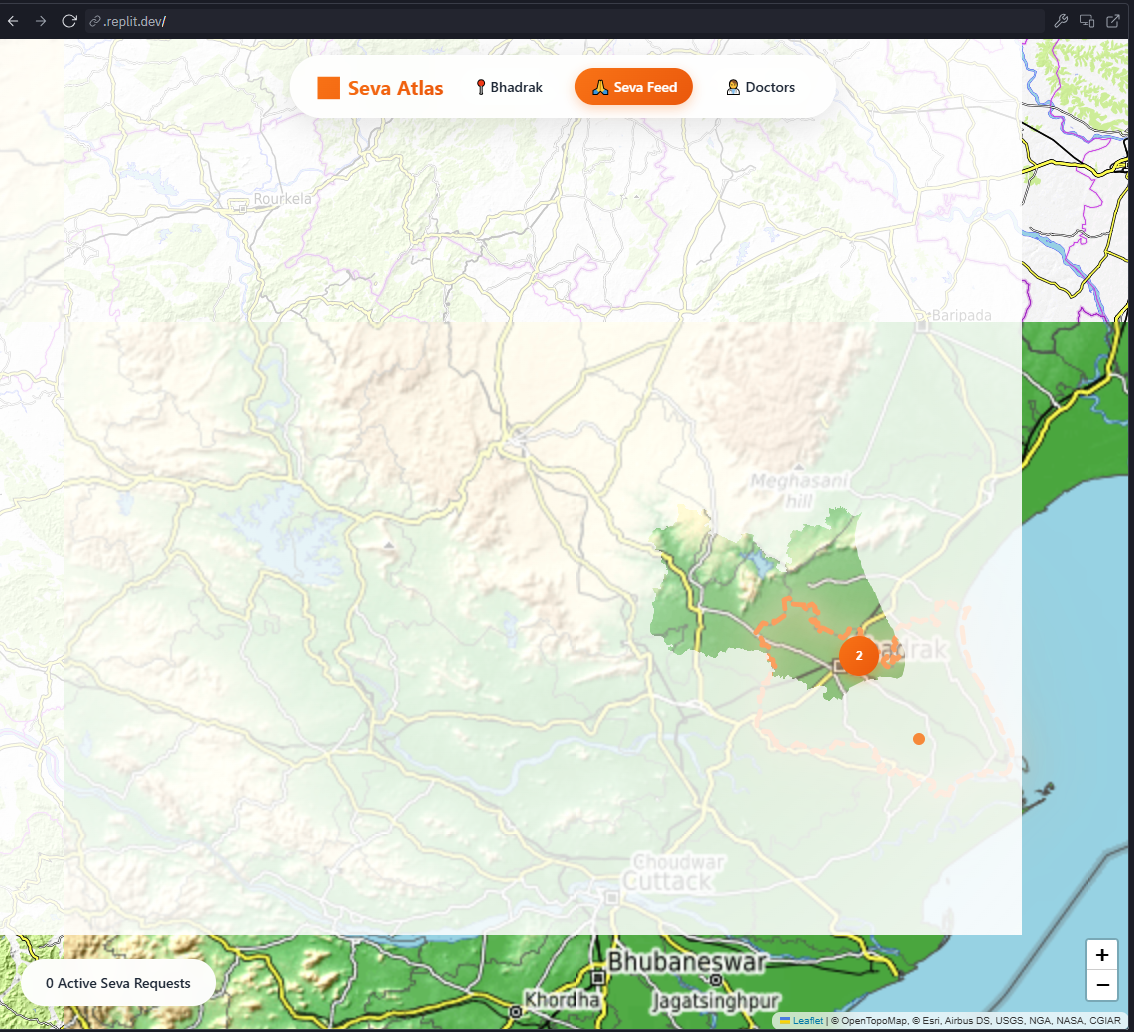 .replit.dev/
Seva Atlas
📍 Bhadrak
🙏 Seva Feed
👨‍⚕️ Doctors
Rourkela
Baripada
Meghasani
hill
2
Choudwar
Cuttack
Bhubaneswar
Khordha
Jagatsinghpur
0 Active Seva Requests
+
−
Leaflet | © OpenTopoMap, © Esri, Airbus DS, USGS, NGA, NASA, CGIAR